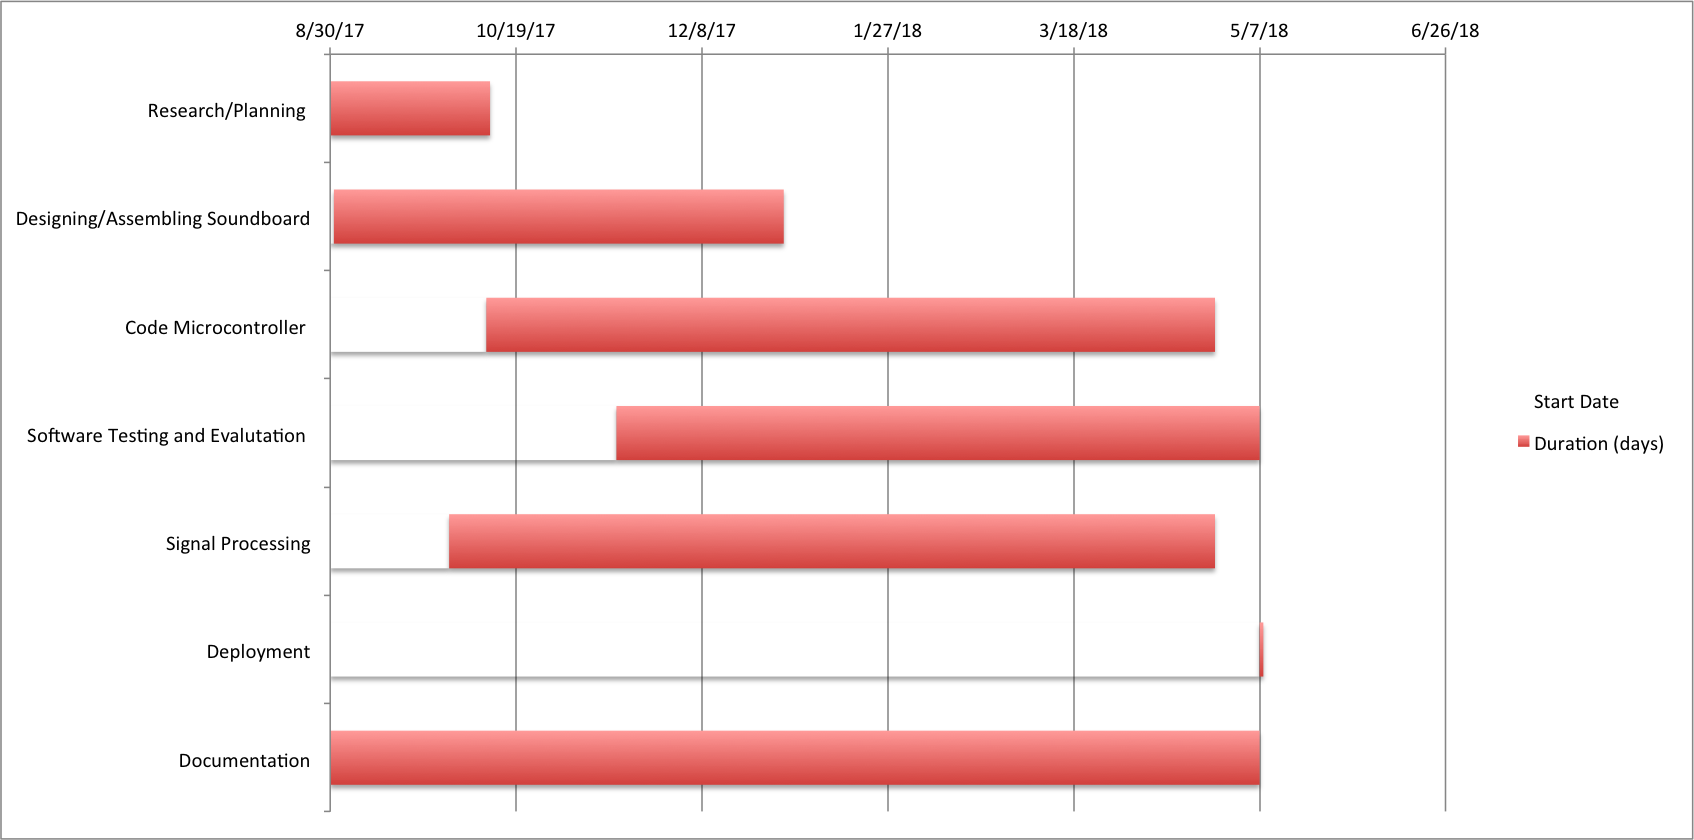 8/30/17 10/19/17 12/8/17 1/27/18 3/18/18 5/7/18 6/26/18
Research/Planning
Designing/Assembling Soundboard
Code Microcontroller
Software Testing and Evalutation
Signal Processing
Deployment
Documentation
Start Date
Duration (days)